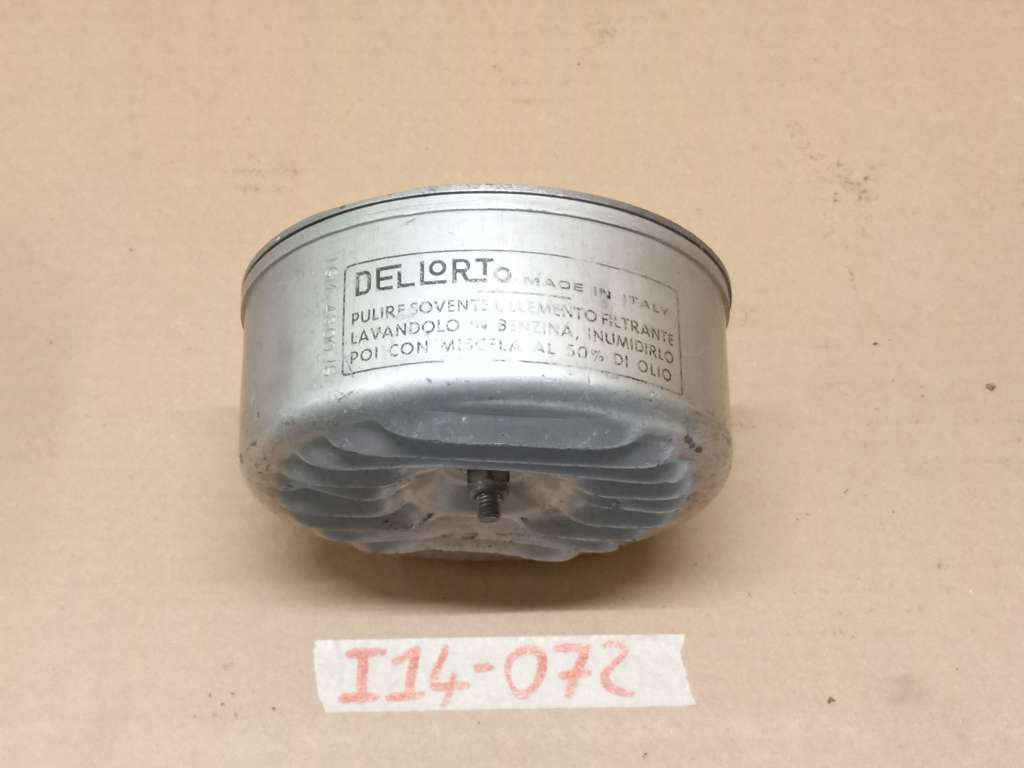 DELLORTO MADE IN ITALY
PULIRE SOVENTE L'ELEMENTO FILTRANTE
LAVANDOLO IN BENZINA, INUMIDIRLO
POI CON MISCELA AL 50% DI OLIO
I14-072